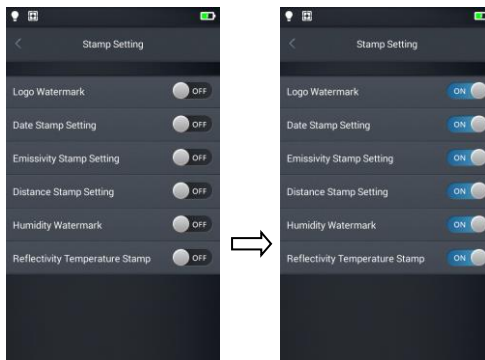 Stamp Setting
Logo Watermark OFF
Date Stamp Setting OFF
Emissivity Stamp Setting OFF
Distance Stamp Setting OFF
Humidity Watermark OFF
Reflectivity Temperature Stamp OFF
Stamp Setting
Logo Watermark ON
Date Stamp Setting ON
Emissivity Stamp Setting ON
Distance Stamp Setting ON
Humidity Watermark ON
Reflectivity Temperature Stamp ON